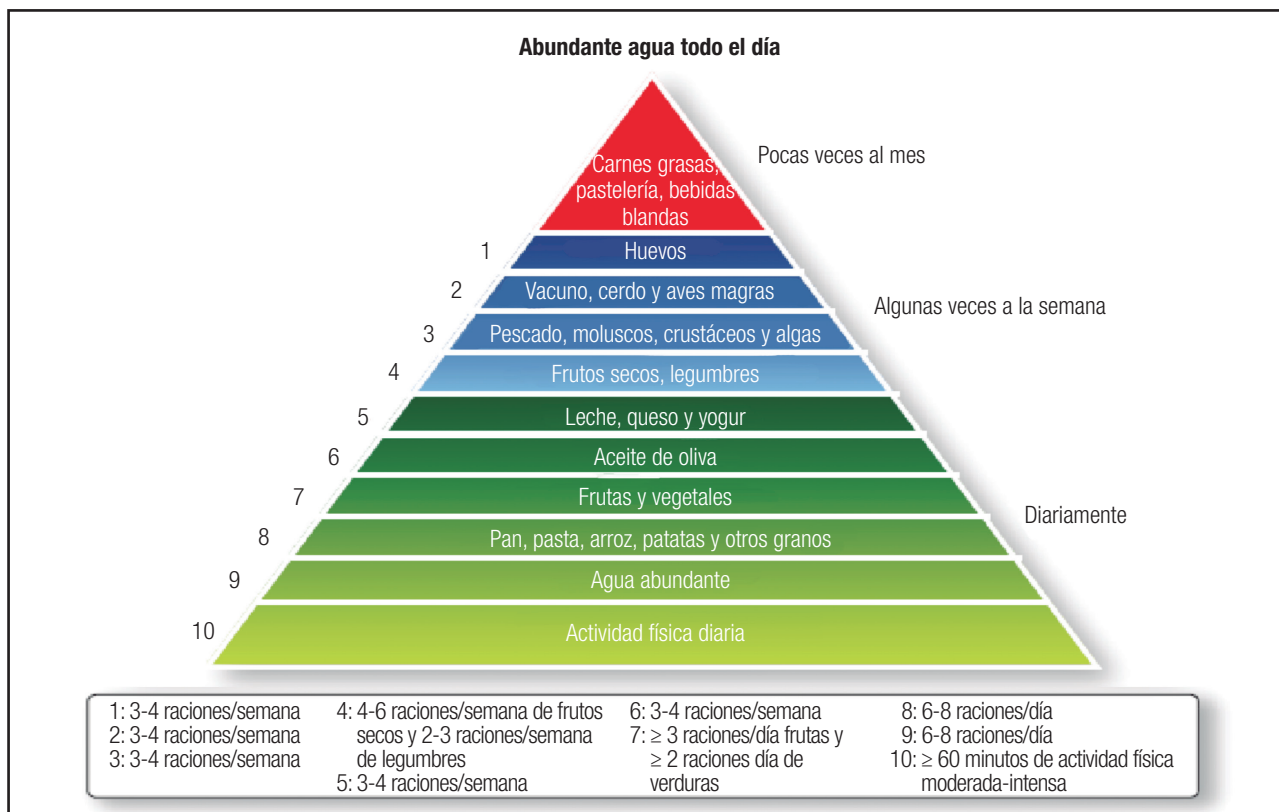 Abundante agua todo el día
Carnes grasas,
pastelería, bebidas
blandas
Pocas veces al mes
1
Huevos
2
Vacuno, cerdo y aves magras
Algunas veces a la semana
3
Pescado, moluscos, crustáceos y algas
4
Frutos secos, legumbres
5
Leche, queso y yogur
6
Aceite de oliva
7
Frutas y vegetales
Diariamente
8
Pan, pasta, arroz, patatas y otros granos
9
Agua abundante
10
Actividad física diaria
1: 3-4 raciones/semana
2: 3-4 raciones/semana
3: 3-4 raciones/semana
4: 4-6 raciones/semana de frutos
secos y 2-3 raciones/semana
de legumbres
5: 3-4 raciones/semana
6: 3-4 raciones/semana
7: ≥ 3 raciones/día frutas y
≥ 2 raciones día de
verduras
8: 6-8 raciones/día
9: 6-8 raciones/día
10: ≥ 60 minutos de actividad física
moderada-intensa